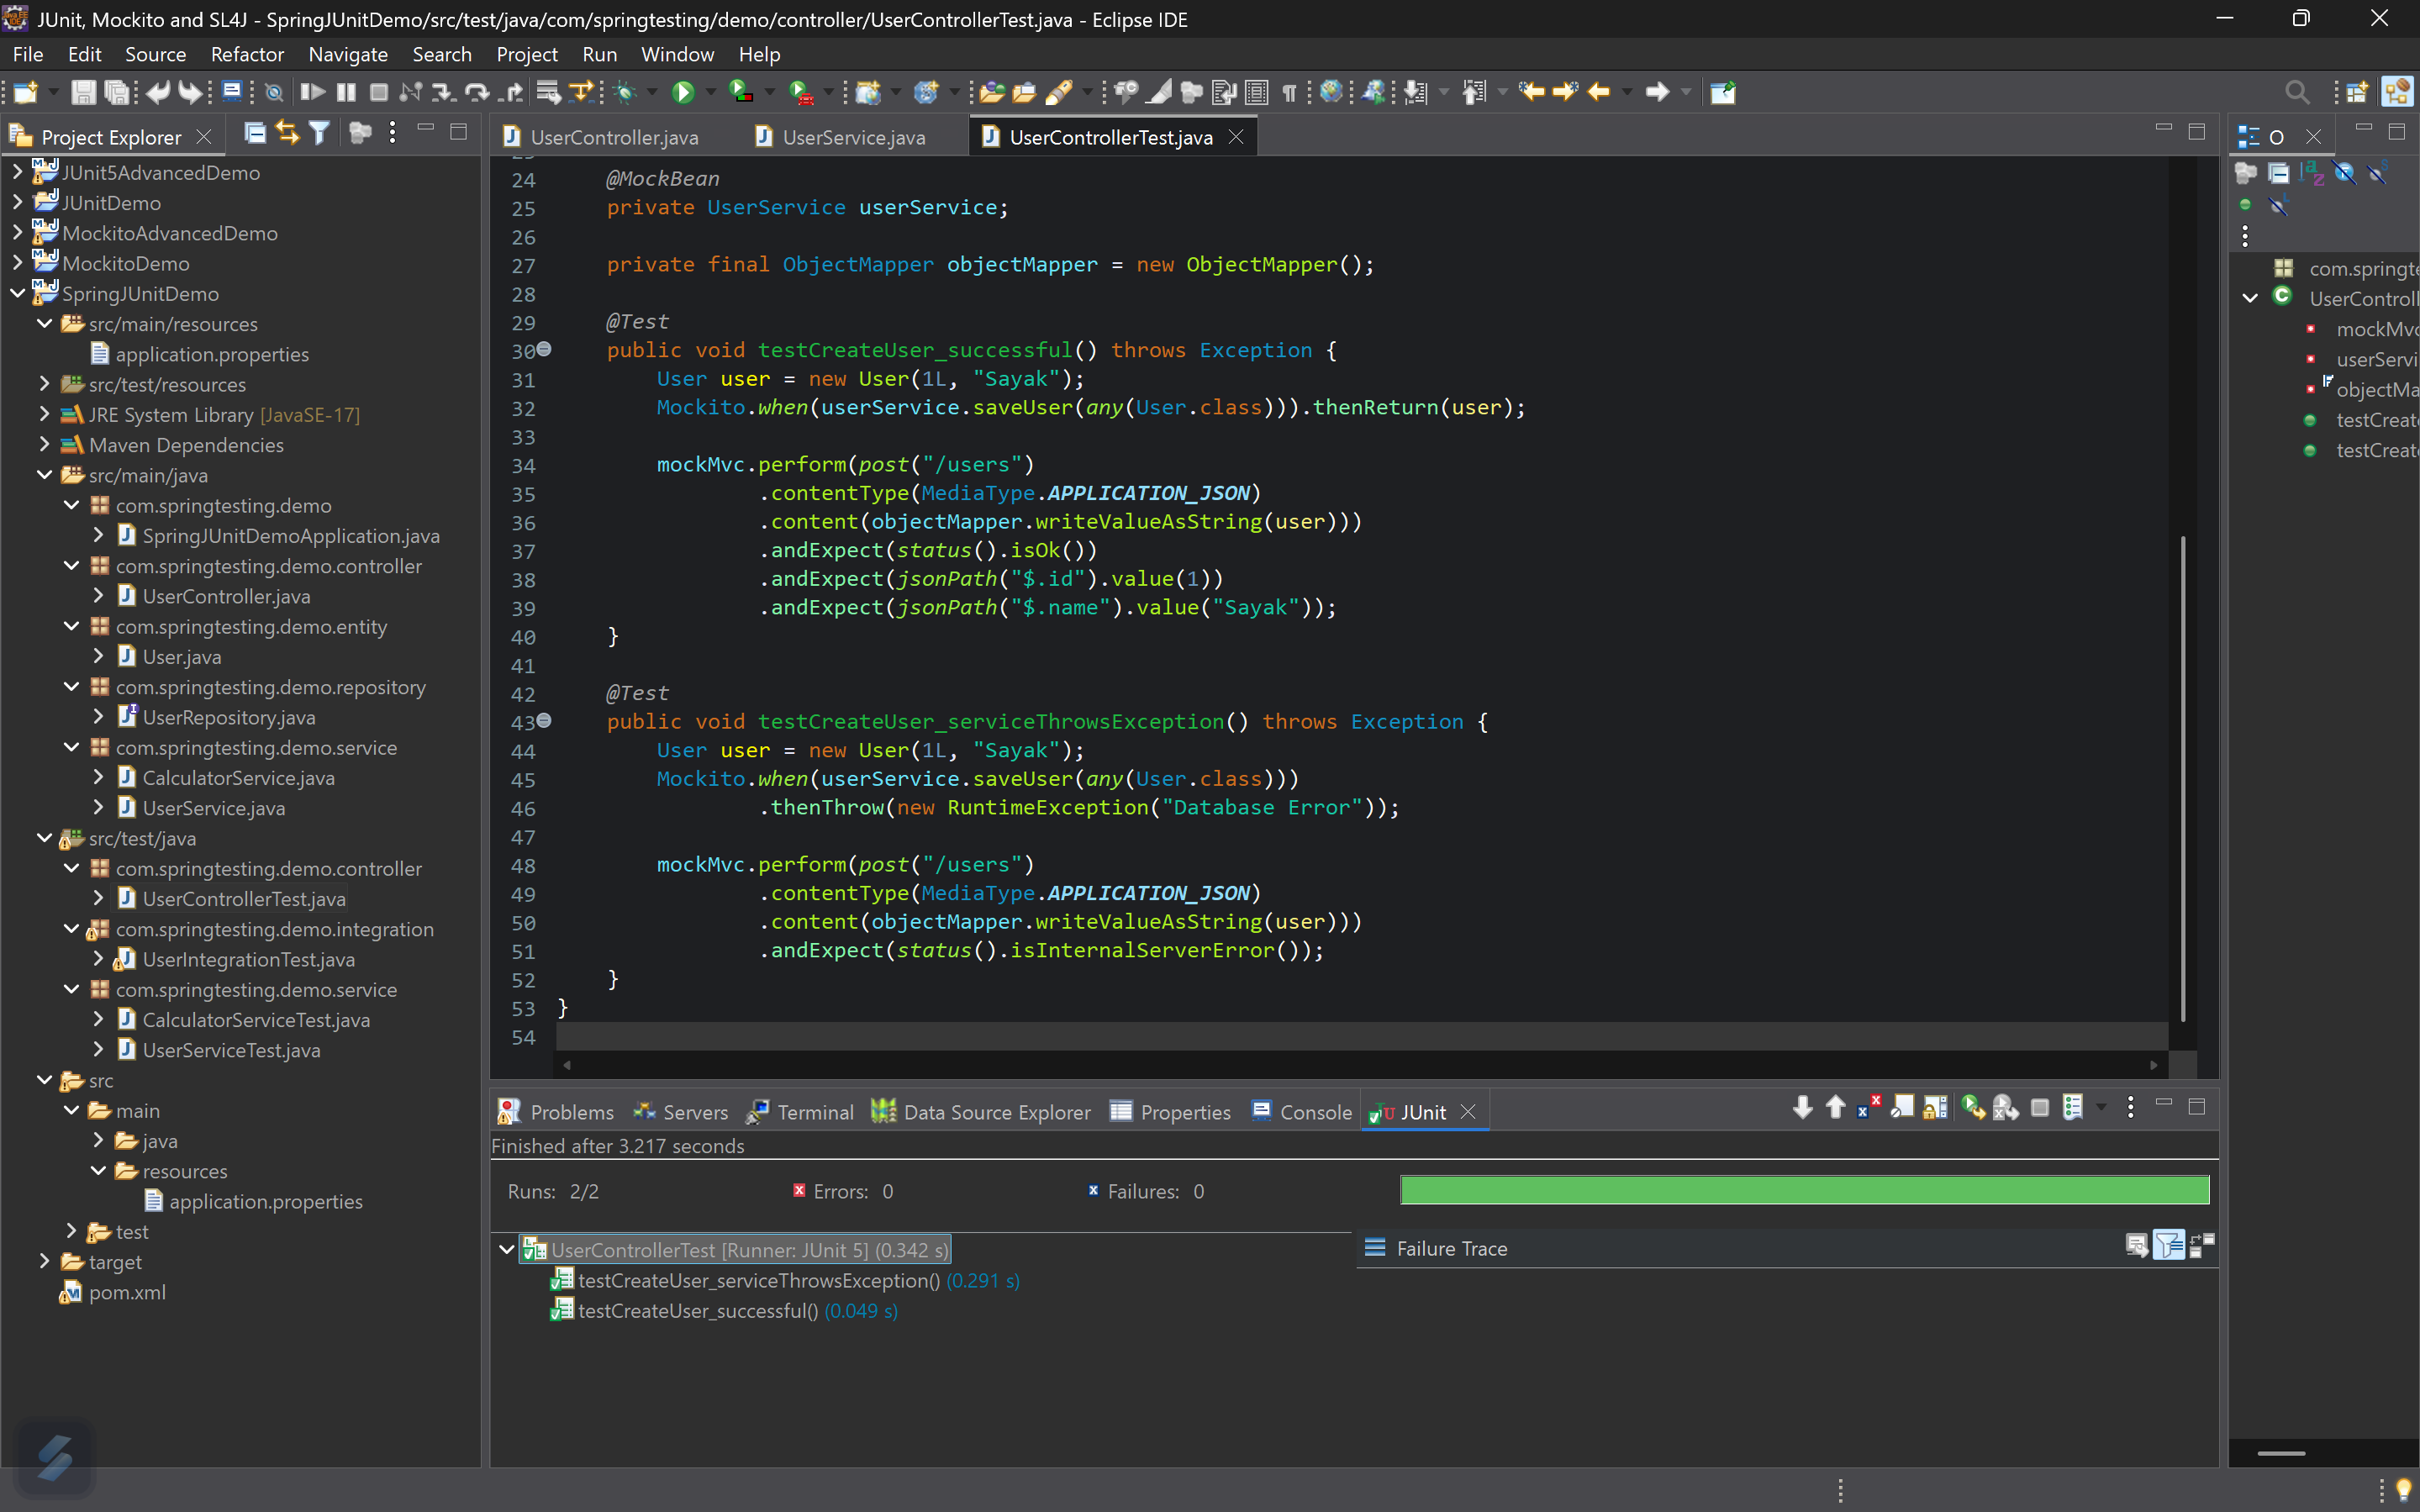 JUnit, Mockito and SL4J - SpringJUnitDemo/src/test/java/com/springtesting/demo/controller/UserControllerTest.java - Eclipse IDE
File Edit Source Refactor Navigate Search Project Run Window Help
Project Explorer
JUnit5AdvancedDemo
JUnitDemo
MockitoAdvancedDemo
MockitoDemo
SpringJUnitDemo
src/main/resources
application.properties
src/test/resources
JRE System Library [JavaSE-17]
Maven Dependencies
src/main/java
com.springtesting.demo
SpringJUnitDemoApplication.java
com.springtesting.demo.controller
UserController.java
com.springtesting.demo.entity
User.java
com.springtesting.demo.repository
UserRepository.java
com.springtesting.demo.service
CalculatorService.java
UserService.java
src/test/java
com.springtesting.demo.controller
UserControllerTest.java
com.springtesting.demo.integration
UserIntegrationTest.java
com.springtesting.demo.service
CalculatorServiceTest.java
UserServiceTest.java
src
main
java
resources
application.properties
test
target
pom.xml
UserController.java UserService.java UserControllerTest.java
24 @MockBean
25 private UserService userService;
26
27 private final ObjectMapper objectMapper = new ObjectMapper();
28
29 @Test
30 public void testCreateUser_successful() throws Exception {
31 User user = new User(1L, "Sayak");
32 Mockito.when(userService.saveUser(any(User.class))).thenReturn(user);
33
34 mockMvc.perform(post("/users")
35 .contentType(MediaType.APPLICATION_JSON)
36 .content(objectMapper.writeValueAsString(user)))
37 .andExpect(status().isOk())
38 .andExpect(jsonPath("$.id").value(1))
39 .andExpect(jsonPath("$.name").value("Sayak"));
40 }
41
42 @Test
43 public void testCreateUser_serviceThrowsException() throws Exception {
44 User user = new User(1L, "Sayak");
45 Mockito.when(userService.saveUser(any(User.class)))
46 .thenThrow(new RuntimeException("Database Error"));
47
48 mockMvc.perform(post("/users")
49 .contentType(MediaType.APPLICATION_JSON)
50 .content(objectMapper.writeValueAsString(user)))
51 .andExpect(status().isInternalServerError());
52 }
53 }
54
Problems Servers Terminal Data Source Explorer Properties Console JUnit
Finished after 3.217 seconds
Runs: 2/2 Errors: 0 Failures: 0
UserControllerTest [Runner: JUnit 5] (0.342 s)
testCreateUser_serviceThrowsException() (0.291 s)
testCreateUser_successful() (0.049 s)
Failure Trace
O
com.springte
UserControll
mockMvc
userServi
objectMa
testCreat
testCreat